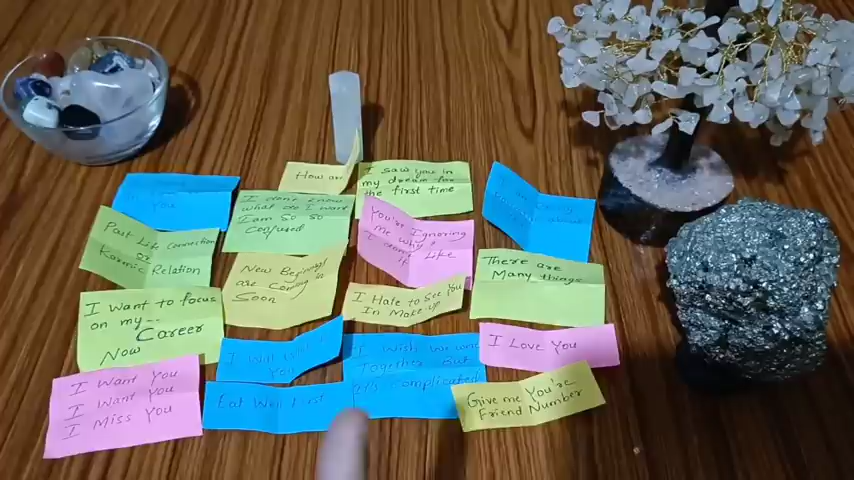 How are
I saw you in
my dream for
the first time
You
I don't know
what do I want
I am so so
Confused
You're Ignoring
Me why?
I
Like
it
Past Life Connection
or
Karmic Relation
New Beginnings
are Coming in
Soon
There are
Many things
I Hate to See You
In Make-up
I Want to focus
on my..
Career
Now
I Will
You
I wish we were
Together But
It's Complicated
I Love You
I Want You
I Want You
I Miss You
Eat Well First
Give me You're
Friend Number